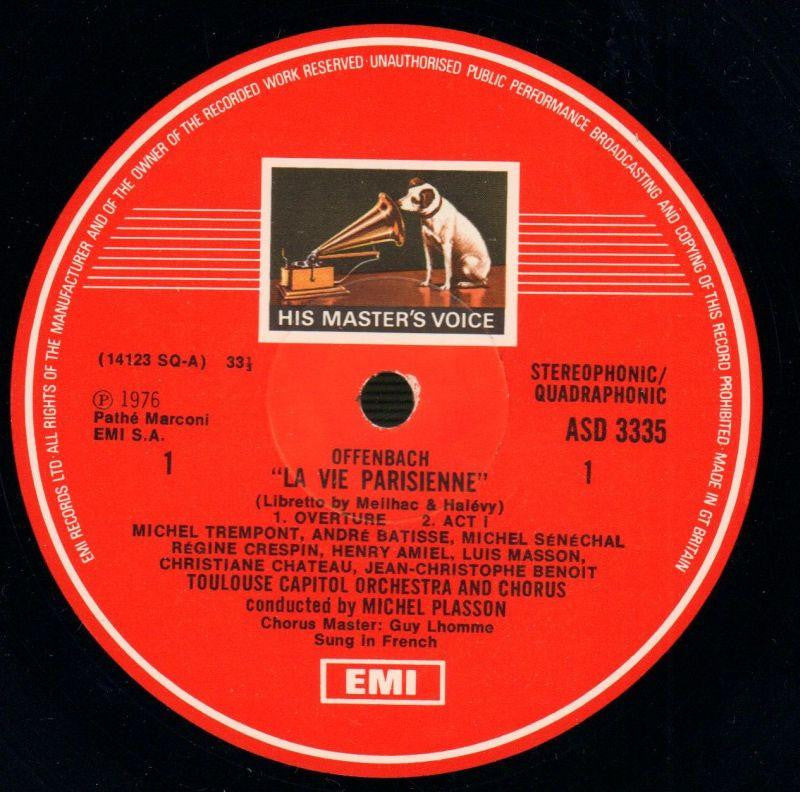 EMI RECORDS LTD · ALL RIGHTS OF THE MANUFACTURER AND OF THE OWNER OF THE RECORDED WORK RESERVED · UNAUTHORISED PUBLIC PERFORMANCE BROADCASTING AND COPYING OF THIS RECORD PROHIBITED · MADE IN GT BRITAIN
HIS MASTER'S VOICE
(14123 SQ-A) 33⅓
℗ 1976
Pathé Marconi
EMI S.A.
1
STEREOPHONIC/
QUADRAPHONIC
ASD 3335
1
OFFENBACH
"LA VIE PARISIENNE"
(Libretto by Meilhac & Halévy)
1. OVERTURE 2. ACT I
MICHEL TREMPONT, ANDRÉ BATISSE, MICHEL SÉNÉCHAL
RÉGINE CRESPIN, HENRY AMIEL, LUIS MASSON,
CHRISTIANE CHATEAU, JEAN-CHRISTOPHE BENOIT
TOULOUSE CAPITOL ORCHESTRA AND CHORUS
conducted by MICHEL PLASSON
Chorus Master: Guy Lhomme
Sung in French
EMI